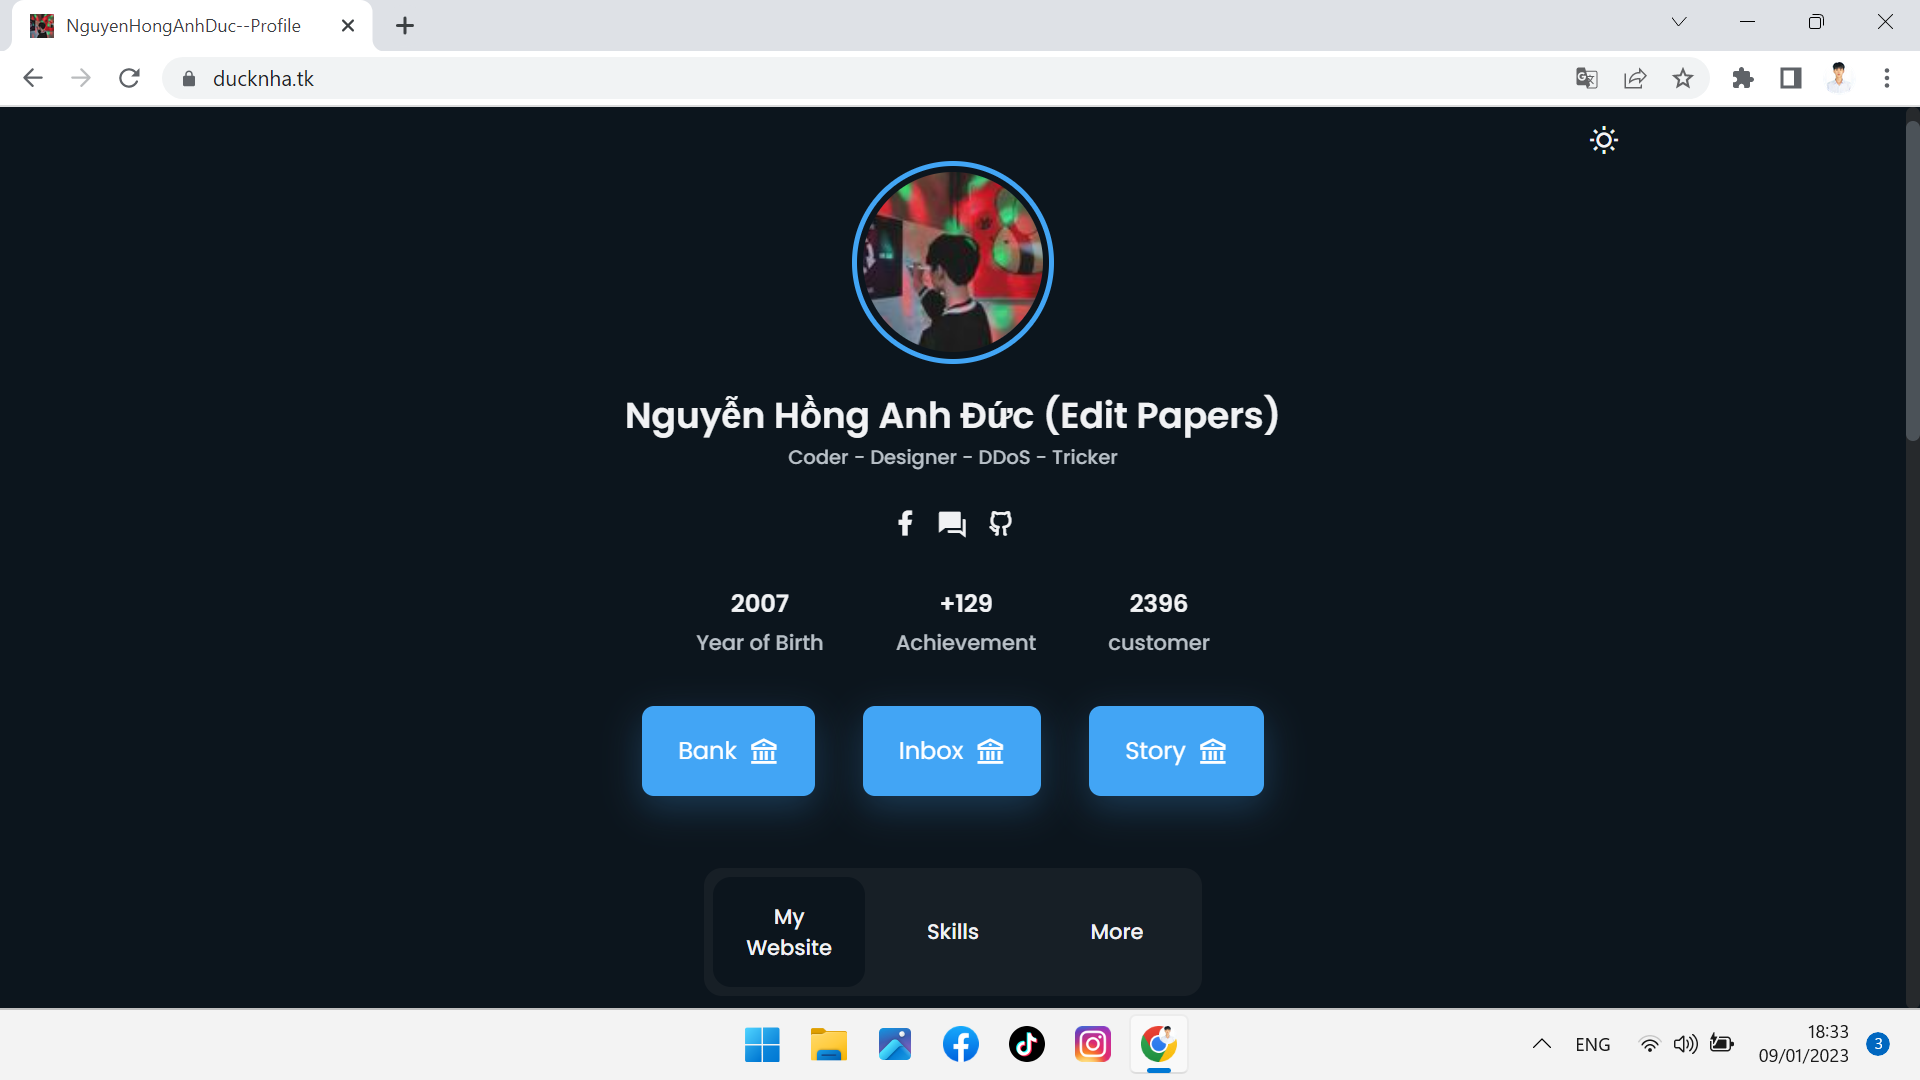 NguyenHongAnhDuc--Profile
ducknha.tk
Nguyễn Hồng Anh Đức (Edit Papers)
Coder - Designer - DDoS - Tricker
2007
Year of Birth
+129
Achievement
2396
customer
Bank
Inbox
Story
My
Website
Skills
More
ENG
18:33
09/01/2023
3